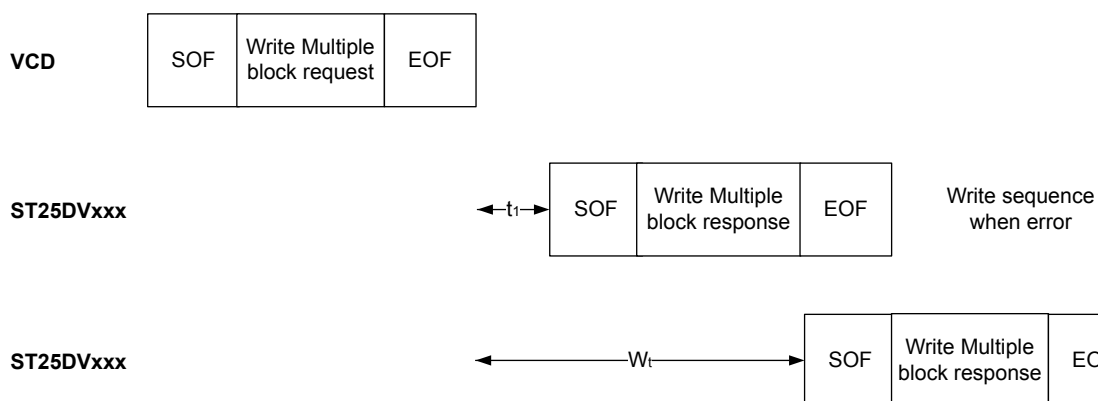 VCD
SOF
Write Multiple
block request
EOF
ST25DVxxx
t1
SOF
Write Multiple
block response
EOF
Write sequence
when error
ST25DVxxx
Wt
SOF
Write Multiple
block response